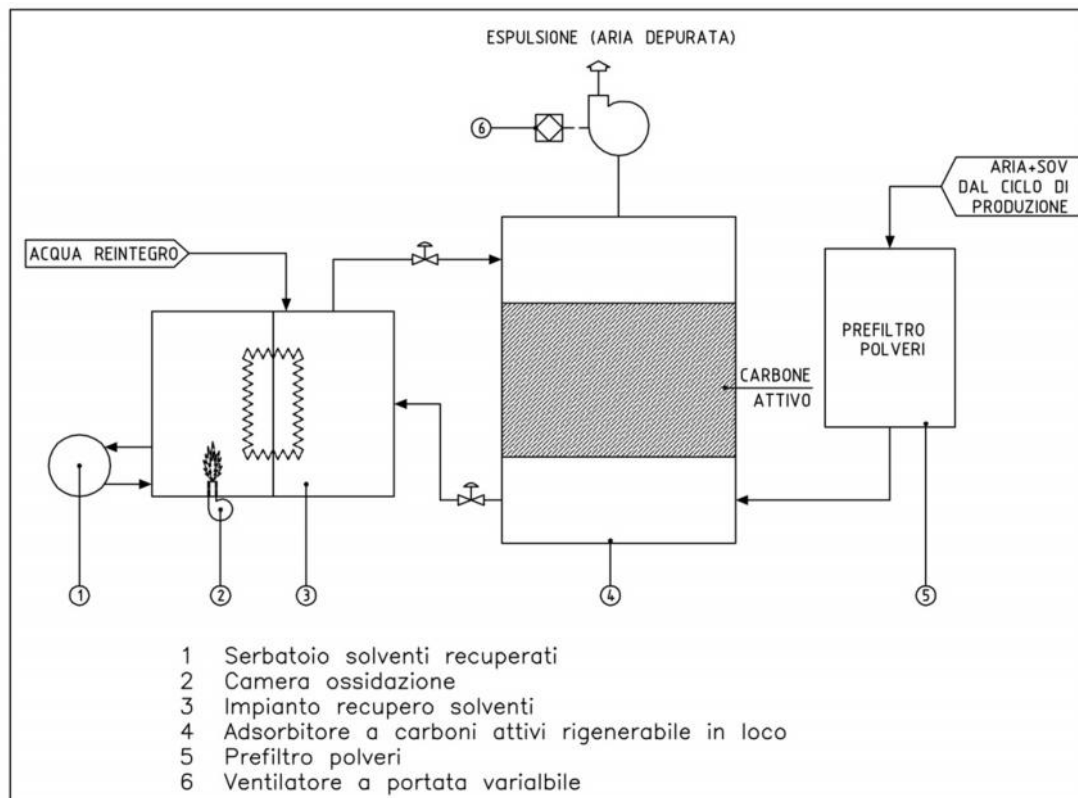 ESPULSIONE (ARIA DEPURATA)
6
ARIA+SOV
DAL CICLO DI
PRODUZIONE
ACQUA REINTEGRO
PREFILTRO
POLVERI
CARBONE
ATTIVO
1
2
3
4
5
1 Serbatoio solventi recuperati
2 Camera ossidazione
3 Impianto recupero solventi
4 Adsorbitore a carboni attivi rigenerabile in loco
5 Prefiltro polveri
6 Ventilatore a portata varialbile